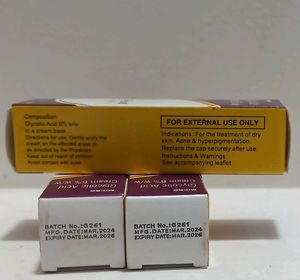 Composition
Glycolic Acid 6% w/w
in a cream base.
Directions for use: Gently apply the
cream on the affected areas or
as directed by the Physician.
Keep out of reach of children.
Avoid contact with eyes.
FOR EXTERNAL USE ONLY
Indications: For the treatment of dry
skin, Acne & hyperpigmentation.
Replace the cap securely after use.
Instructions & Warnings:
See accompanying leaflet
Glycolic Acid
Cream 6% w/w
BATCH No.:G261
MFG.DATE:MAR.2024
EXPIRY DATE:MAR.2026
Glycolic Acid
Cream 6% w/w
BATCH No.:G261
MFG.DATE:MAR.2024
EXPIRY DATE:MAR.2026